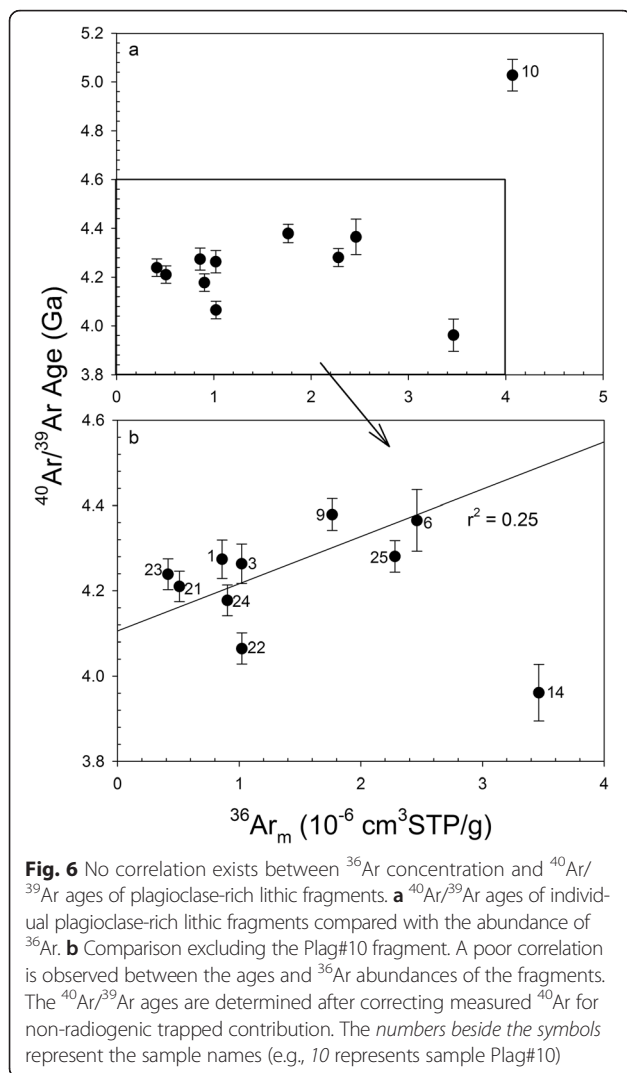 a
10
5.2
5.0
4.8
4.6
4.4
4.2
4.0
3.8
0 1 2 3 4 5
⁴⁰Ar/³⁹Ar Age (Ga)
b
4.6
4.4
4.2
4.0
3.8
9
6
r² = 0.25
25
1
3
23
21
24
22
14
0 1 2 3 4
³⁶Arₘ (10⁻⁶ cm³STP/g)
Fig. 6 No correlation exists between ³⁶Ar concentration and ⁴⁰Ar/
³⁹Ar ages of plagioclase-rich lithic fragments. a ⁴⁰Ar/³⁹Ar ages of individ-
ual plagioclase-rich lithic fragments compared with the abundance of
³⁶Ar. b Comparison excluding the Plag#10 fragment. A poor correlation
is observed between the ages and ³⁶Ar abundances of the fragments.
The ⁴⁰Ar/³⁹Ar ages are determined after correcting measured ⁴⁰Ar for
non-radiogenic trapped contribution. The numbers beside the symbols
represent the sample names (e.g., 10 represents sample Plag#10)